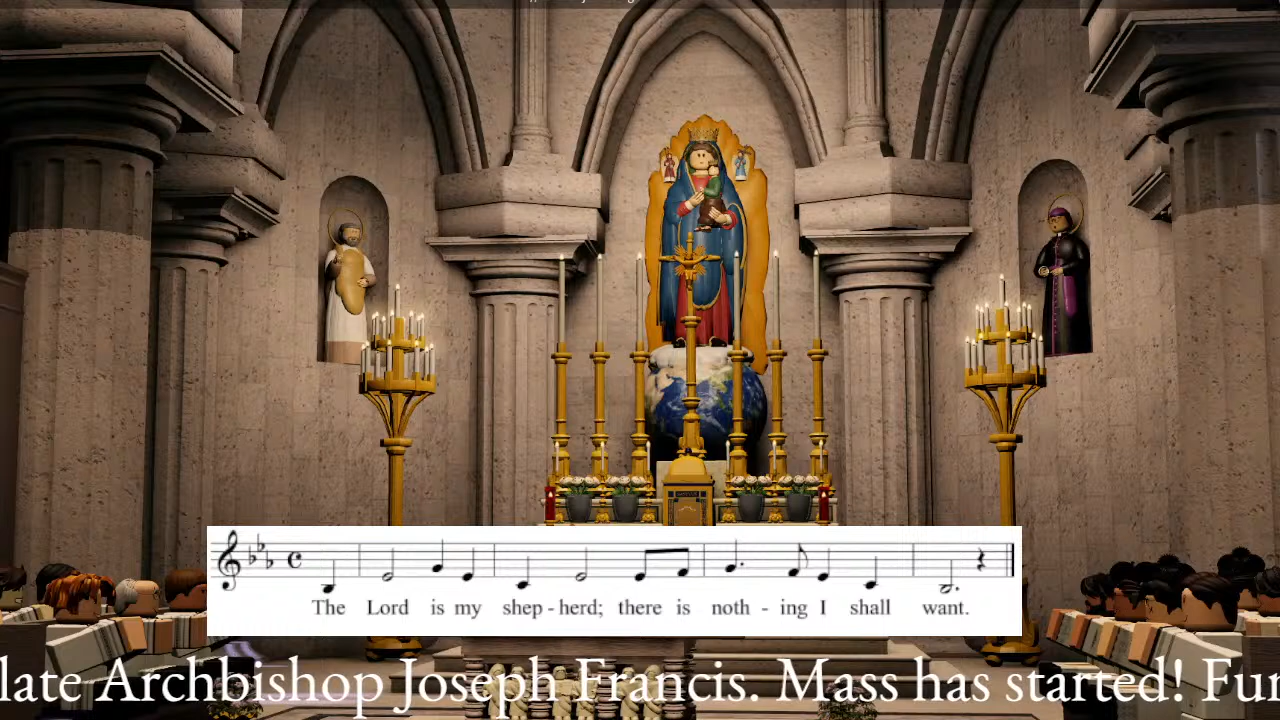 The Lord is my shep - herd; there is noth - ing I shall want.
late Archbishop Joseph Francis. Mass has started! Fun